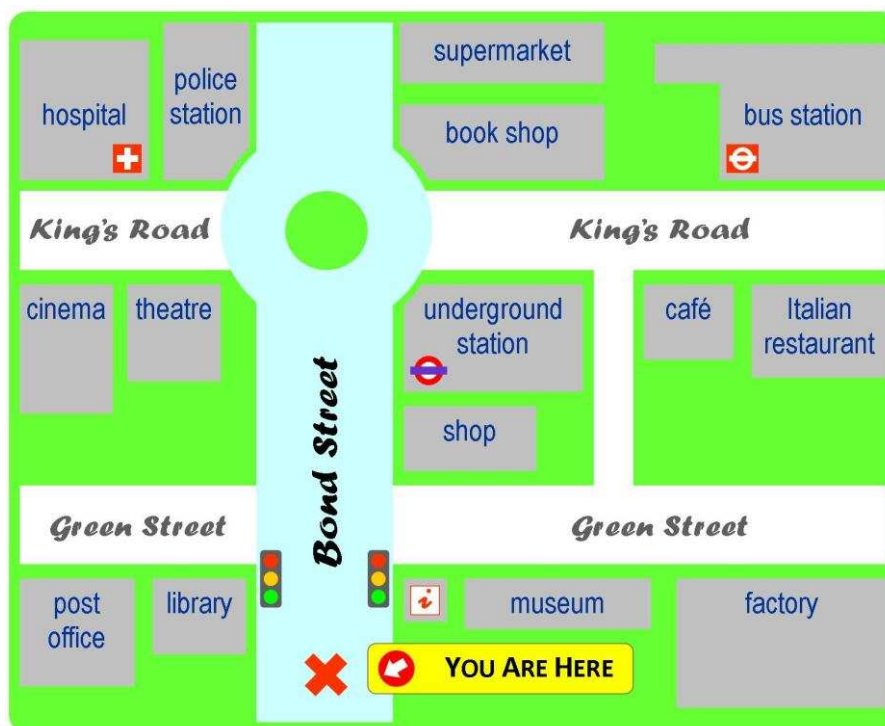 hospital
police
station
supermarket
book shop
bus station
King's Road
King's Road
cinema
theatre
underground
station
café
Italian
restaurant
shop
Bond Street
Green Street
Green Street
post
office
library
i
museum
factory
YOU ARE HERE